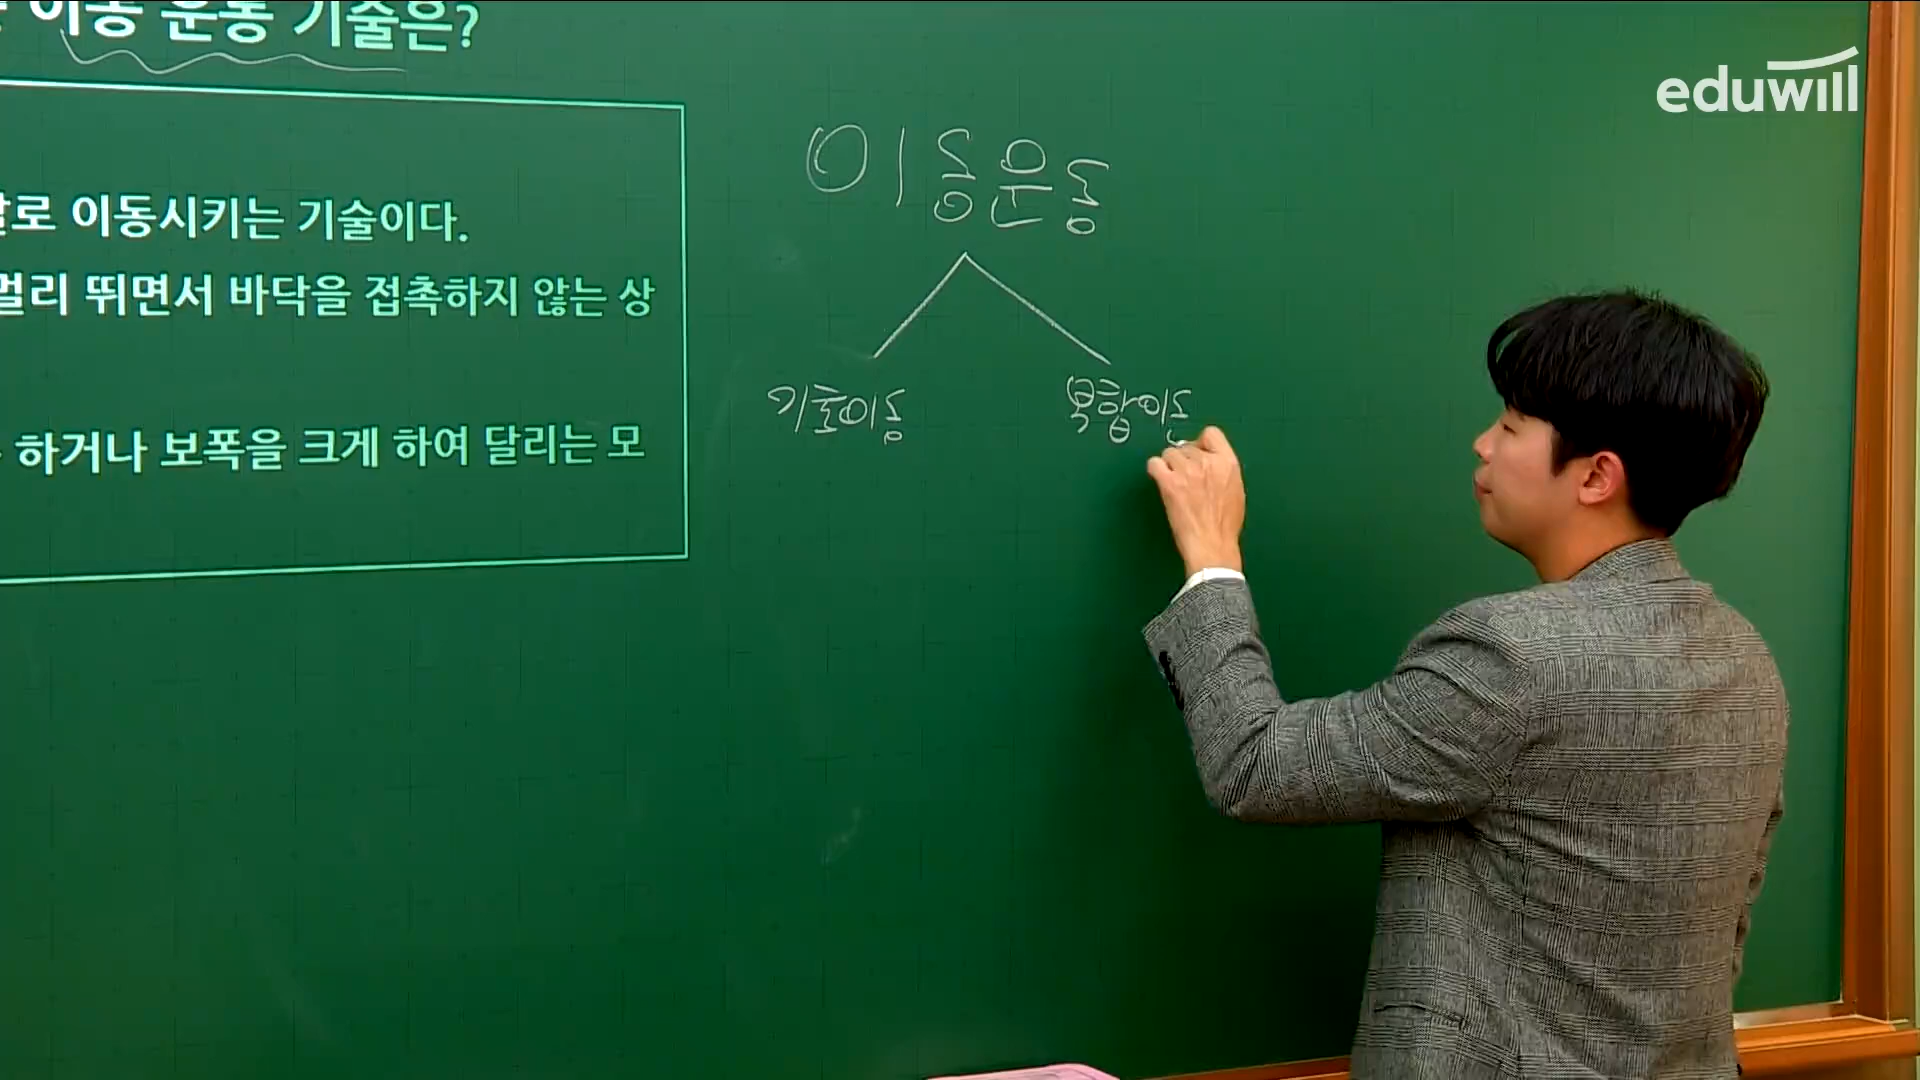 이동 운동 기술은?
eduwill
이동운동
로 이동시키는 기술이다.
멀리 뛰면서 바닥을 접촉하지 않는 상
하거나 보폭을 크게 하여 달리는 모
기초이동
복합이동